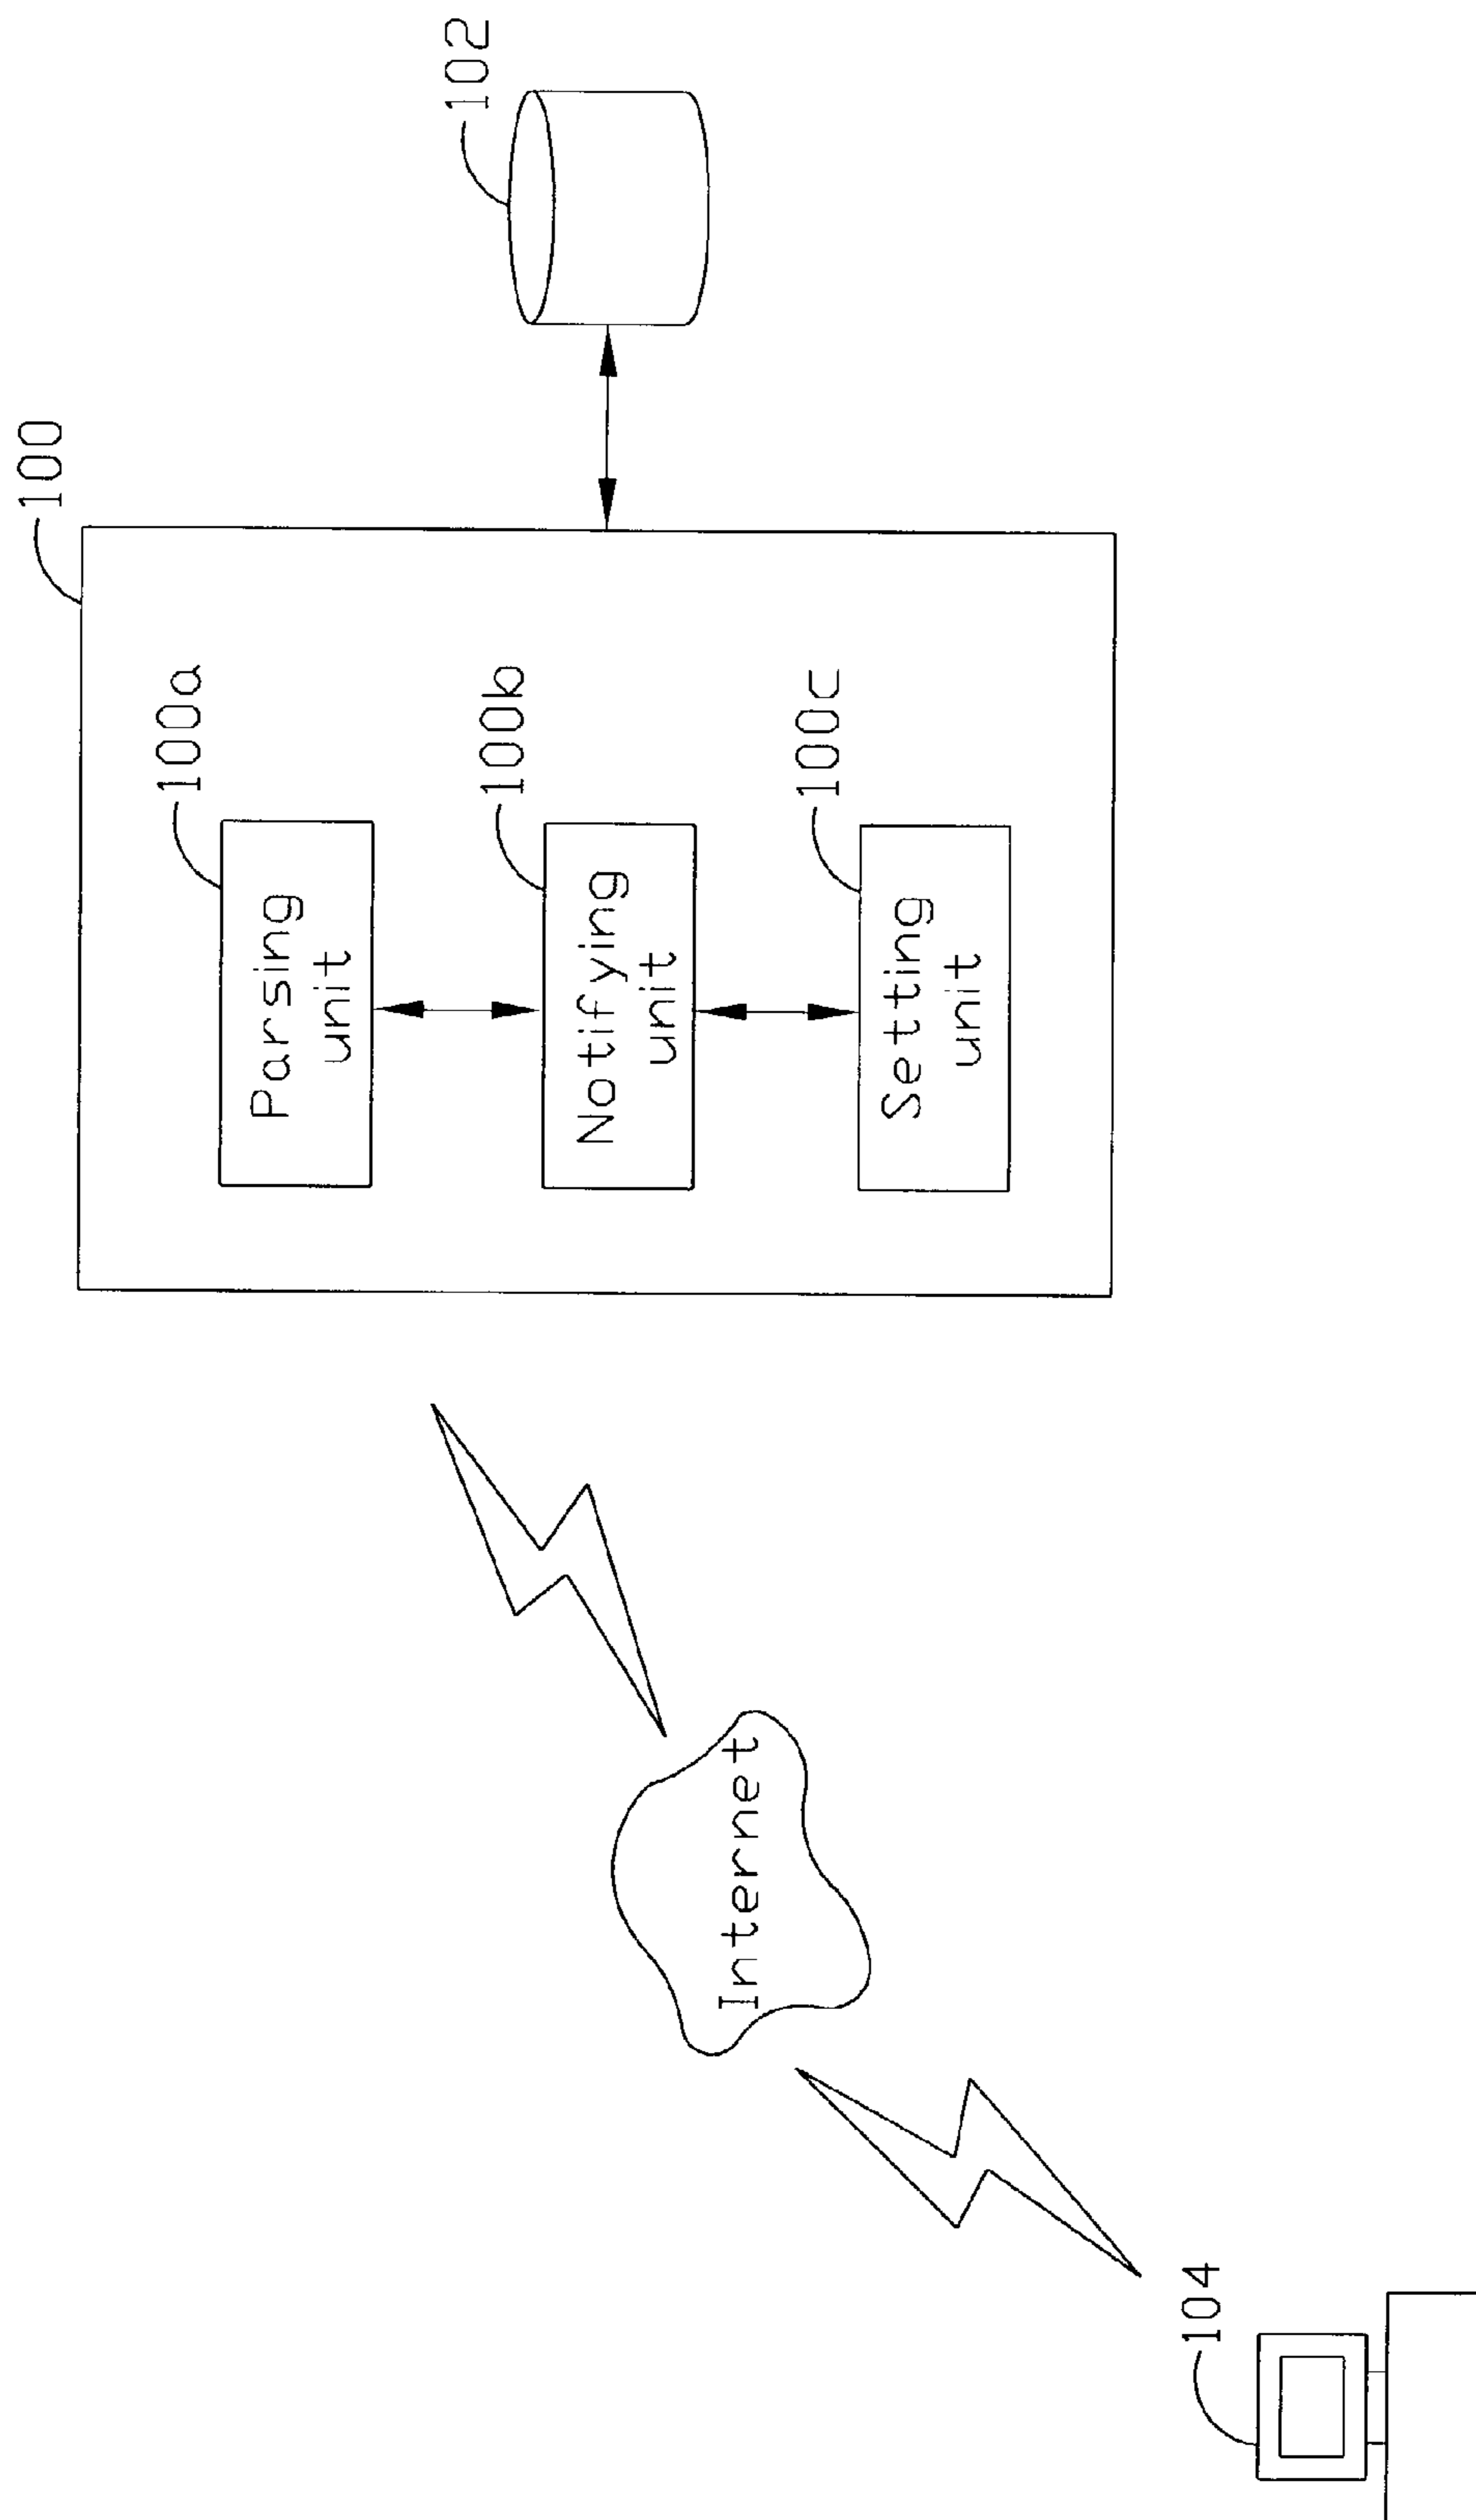 100
102
100a
Parsing
unit
100b
Notifying
unit
100c
Setting
unit
Internet
104